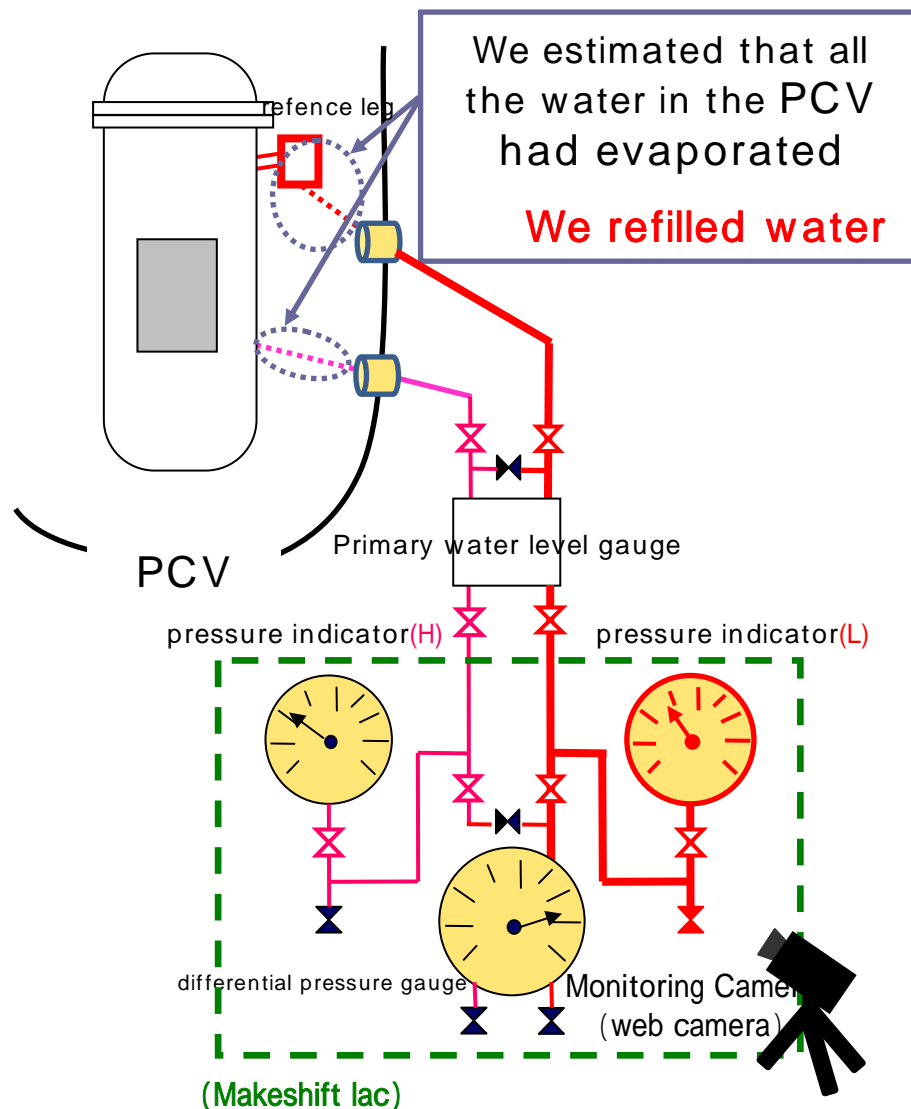 We estimated that all
the water in the PCV
had evaporated
We refilled water
refence leg
PCV
Primary water level gauge
pressure indicator(H)
pressure indicator(L)
differential pressure gauge
Monitoring Camer
(web camera)
(Makeshift lac)